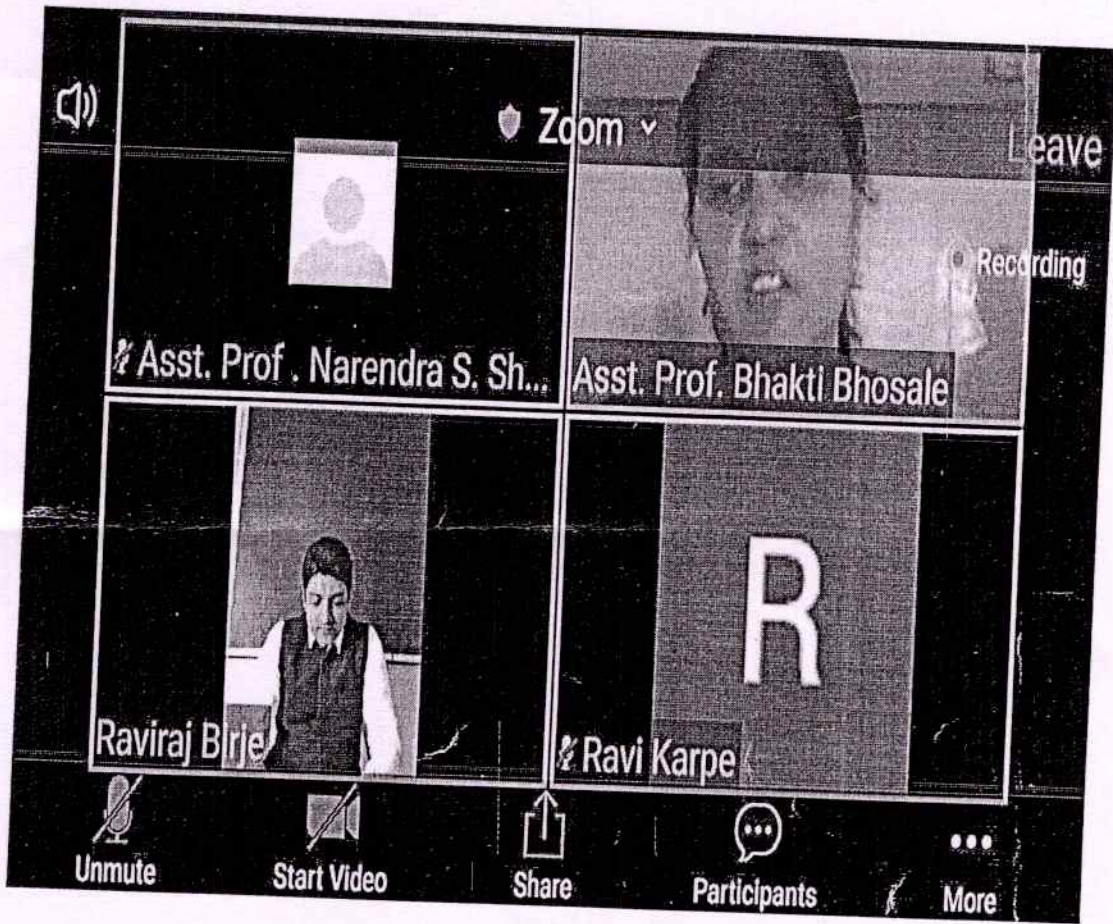 Zoom
Leave
Recording
Asst. Prof . Narendra S. Sh...
Asst. Prof. Bhakti Bhosale
R
Raviraj Birje
Ravi Karpe
Unmute
Start Video
Share
Participants
More